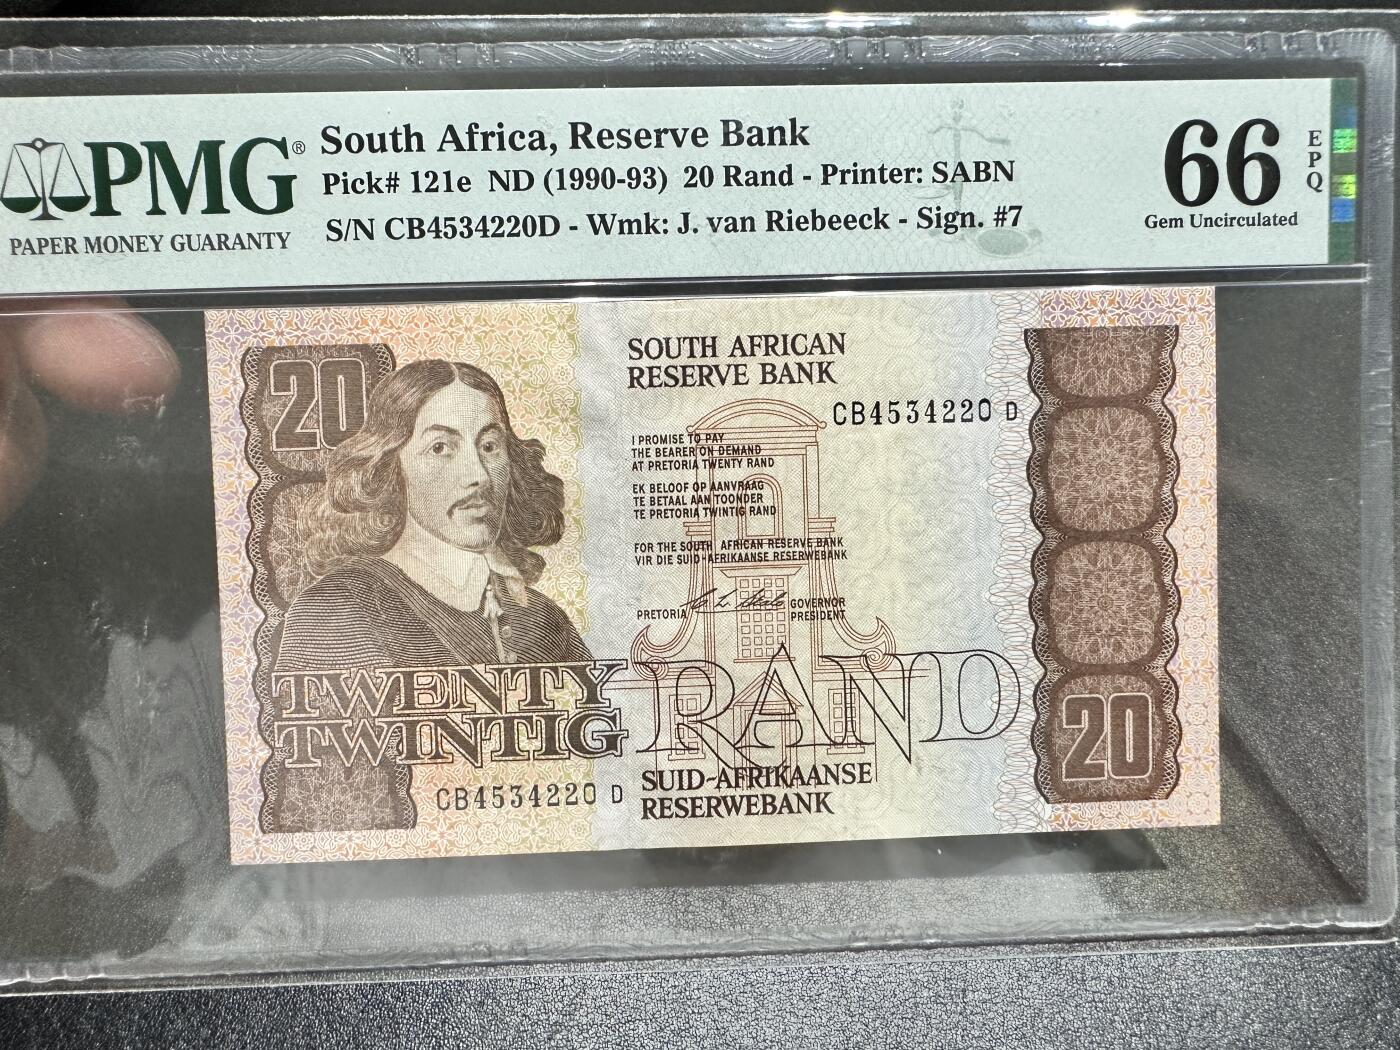 PMG®
PAPER MONEY GUARANTY
South Africa, Reserve Bank
Pick# 121e ND (1990-93) 20 Rand - Printer: SABN
S/N CB4534220D - Wmk: J. van Riebeeck - Sign. #7
66
EPQ
Gem Uncirculated
20
SOUTH AFRICAN
RESERVE BANK
CB4534220 D
I PROMISE TO PAY
THE BEARER ON DEMAND
AT PRETORIA TWENTY RAND
EK BELOOF OP AANVRAAG
TE BETAAL AAN TOONDER
TE PRETORIA TWINTIG RAND
FOR THE SOUTH AFRICAN RESERVE BANK
VIR DIE SUID-AFRIKAANSE RESERWEBANK
PRETORIA
GOVERNOR
PRESIDENT
TWENTY
TWINTIG
RAND
20
CB4534220 D
SUID-AFRIKAANSE
RESERWEBANK